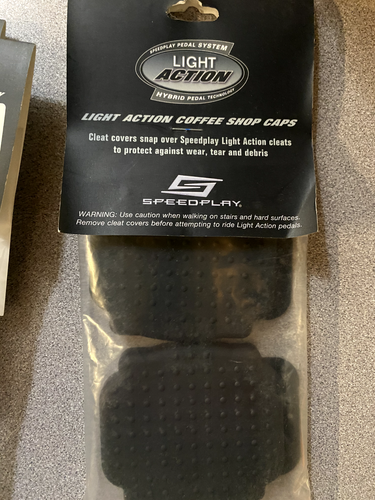 SPEEDPLAY PEDAL SYSTEM
LIGHT
ACTION
HYBRID PEDAL TECHNOLOGY
LIGHT ACTION COFFEE SHOP CAPS
Cleat covers snap over Speedplay Light Action cleats
to protect against wear, tear and debris
SPEEDPLAY
WARNING: Use caution when walking on stairs and hard surfaces.
Remove cleat covers before attempting to ride Light Action pedals.